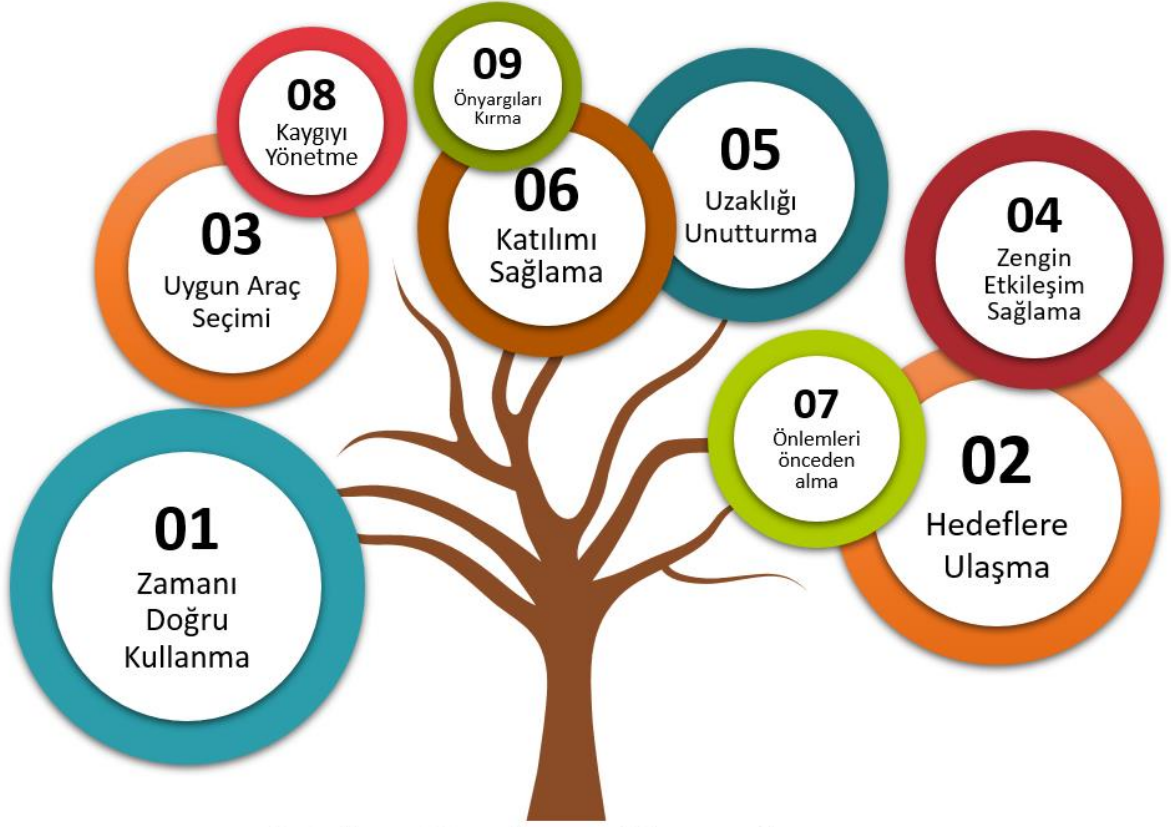 01
Zamanı
Doğru
Kullanma
02
Hedeflere
Ulaşma
03
Uygun Araç
Seçimi
04
Zengin
Etkileşim
Sağlama
05
Uzaklığı
Unutturma
06
Katılımı
Sağlama
07
Önlemleri
önceden
alma
08
Kaygıyı
Yönetme
09
Önyargıları
Kırma